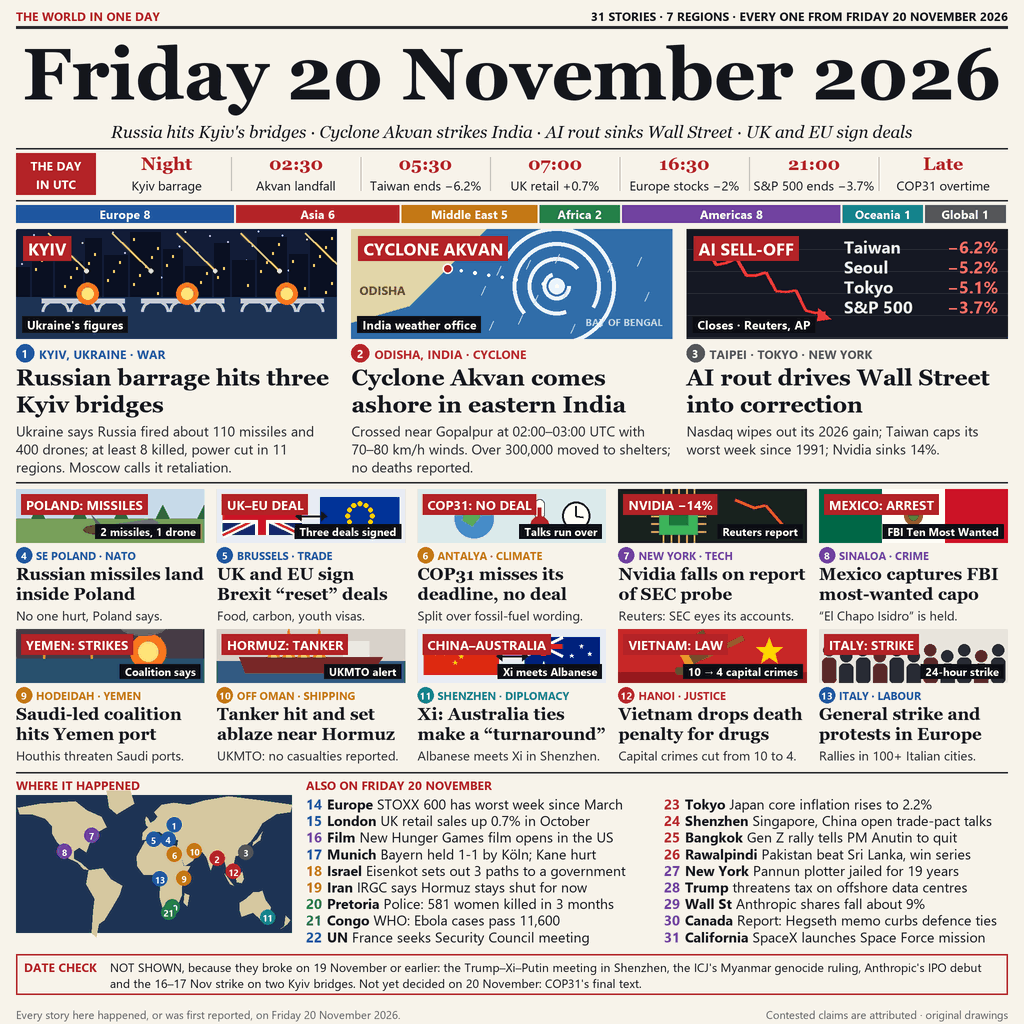 THE WORLD IN ONE DAY
31 STORIES · 7 REGIONS · EVERY ONE FROM FRIDAY 20 NOVEMBER 2026
Friday 20 November 2026
Russia hits Kyiv's bridges · Cyclone Akvan strikes India · AI rout sinks Wall Street · UK and EU sign deals
THE DAY
IN UTC
Night
Kyiv barrage
02:30
Akvan landfall
05:30
Taiwan ends −6.2%
07:00
UK retail +0.7%
16:30
Europe stocks −2%
21:00
S&P 500 ends −3.7%
Late
COP31 overtime
Europe 8
Asia 6
Middle East 5
Africa 2
Americas 8
Oceania 1
Global 1
KYIV
Ukraine's figures
CYCLONE AKVAN
ODISHA
India weather office
BAY OF BENGAL
AI SELL-OFF
Taiwan −6.2%
Seoul −5.2%
Tokyo −5.1%
S&P 500 −3.7%
Closes · Reuters, AP
1 KYIV, UKRAINE · WAR
Russian barrage hits three
Kyiv bridges
Ukraine says Russia fired about 110 missiles and
400 drones; at least 8 killed, power cut in 11
regions. Moscow calls it retaliation.
2 ODISHA, INDIA · CYCLONE
Cyclone Akvan comes
ashore in eastern India
Crossed near Gopalpur at 02:00–03:00 UTC with
70–80 km/h winds. Over 300,000 moved to shelters;
no deaths reported.
3 TAIPEI · TOKYO · NEW YORK
AI rout drives Wall Street
into correction
Nasdaq wipes out its 2026 gain; Taiwan caps its
worst week since 1991; Nvidia sinks 14%.
POLAND: MISSILES
2 missiles, 1 drone
4 SE POLAND · NATO
Russian missiles land
inside Poland
No one hurt, Poland says.
UK–EU DEAL
Three deals signed
5 BRUSSELS · TRADE
UK and EU sign
Brexit “reset” deals
Food, carbon, youth visas.
COP31: NO DEAL
Talks run over
6 ANTALYA · CLIMATE
COP31 misses its
deadline, no deal
Split over fossil-fuel wording.
NVIDIA −14%
Reuters report
7 NEW YORK · TECH
Nvidia falls on report
of SEC probe
Reuters: SEC eyes its accounts.
MEXICO: ARREST
FBI Ten Most Wanted
8 SINALOA · CRIME
Mexico captures FBI
most-wanted capo
“El Chapo Isidro” is held.
YEMEN: STRIKES
Coalition says
9 HODEIDAH · YEMEN
Saudi-led coalition
hits Yemen port
Houthis threaten Saudi ports.
HORMUZ: TANKER
UKMTO alert
10 OFF OMAN · SHIPPING
Tanker hit and set
ablaze near Hormuz
UKMTO: no casualties reported.
CHINA–AUSTRALIA
Xi meets Albanese
11 SHENZHEN · DIPLOMACY
Xi: Australia ties
make a “turnaround”
Albanese meets Xi in Shenzhen.
VIETNAM: LAW
10 → 4 capital crimes
12 HANOI · JUSTICE
Vietnam drops death
penalty for drugs
Capital crimes cut from 10 to 4.
ITALY: STRIKE
24-hour strike
13 ITALY · LABOUR
General strike and
protests in Europe
Rallies in 100+ Italian cities.
WHERE IT HAPPENED
1
7
5
4
8
6
10
3
2
12
13
9
21
11
ALSO ON FRIDAY 20 NOVEMBER
14 Europe STOXX 600 has worst week since March
15 London UK retail sales up 0.7% in October
16 Film New Hunger Games film opens in the US
17 Munich Bayern held 1-1 by Köln; Kane hurt
18 Israel Eisenkot sets out 3 paths to a government
19 Iran IRGC says Hormuz stays shut for now
20 Pretoria Police: 581 women killed in 3 months
21 Congo WHO: Ebola cases pass 11,600
22 UN France seeks Security Council meeting
23 Tokyo Japan core inflation rises to 2.2%
24 Shenzhen Singapore, China open trade-pact talks
25 Bangkok Gen Z rally tells PM Anutin to quit
26 Rawalpindi Pakistan beat Sri Lanka, win series
27 New York Pannun plotter jailed for 19 years
28 Trump threatens tax on offshore data centres
29 Wall St Anthropic shares fall about 9%
30 Canada Report: Hegseth memo curbs defence ties
31 California SpaceX launches Space Force mission
DATE CHECK
NOT SHOWN, because they broke on 19 November or earlier: the Trump–Xi–Putin meeting in Shenzhen, the ICJ's Myanmar genocide ruling, Anthropic's IPO debut
and the 16–17 Nov strike on two Kyiv bridges. Not yet decided on 20 November: COP31's final text.
Every story here happened, or was first reported, on Friday 20 November 2026.
Contested claims are attributed · original drawings